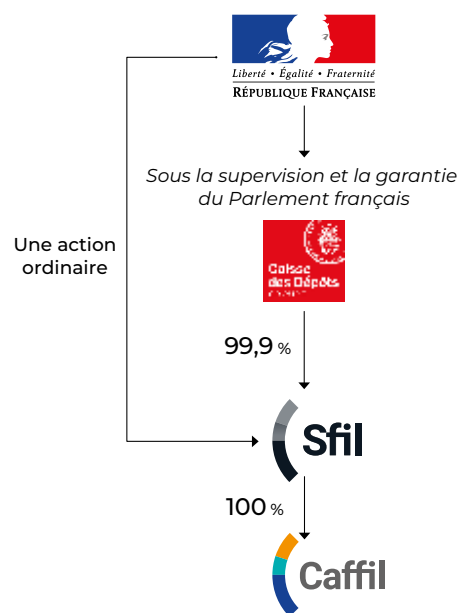 Liberté • Égalité • Fraternité
RÉPUBLIQUE FRANÇAISE
Sous la supervision et la garantie
du Parlement français
Une action
ordinaire
Caisse
des Dépôts
99,9 %
Sfil
100 %
Caffil